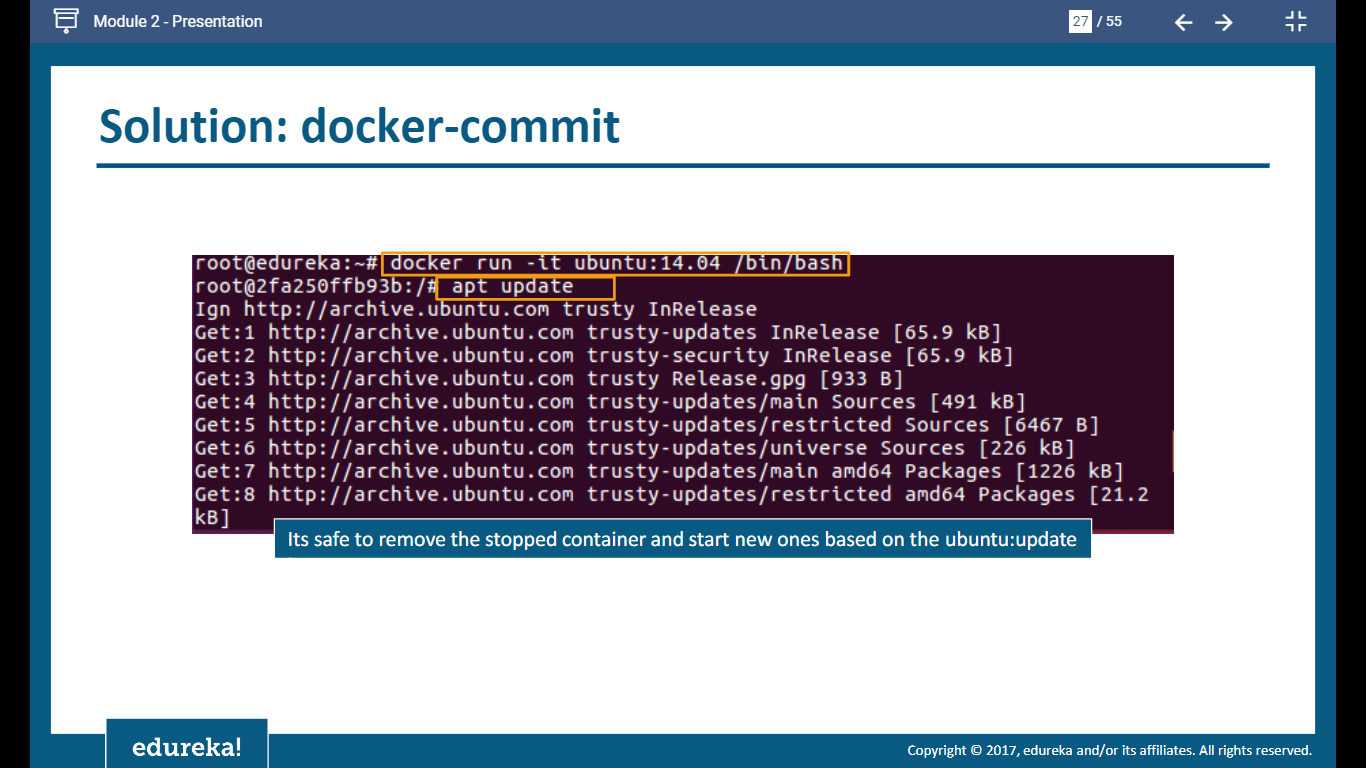 Module 2 - Presentation
27 / 55
Solution: docker-commit
root@edureka:~# docker run -it ubuntu:14.04 /bin/bash
root@2fa250ffb93b:/# apt update
Ign http://archive.ubuntu.com trusty InRelease
Get:1 http://archive.ubuntu.com trusty-updates InRelease [65.9 kB]
Get:2 http://archive.ubuntu.com trusty-security InRelease [65.9 kB]
Get:3 http://archive.ubuntu.com trusty Release.gpg [933 B]
Get:4 http://archive.ubuntu.com trusty-updates/main Sources [491 kB]
Get:5 http://archive.ubuntu.com trusty-updates/restricted Sources [6467 B]
Get:6 http://archive.ubuntu.com trusty-updates/universe Sources [226 kB]
Get:7 http://archive.ubuntu.com trusty-updates/main amd64 Packages [1226 kB]
Get:8 http://archive.ubuntu.com trusty-updates/restricted amd64 Packages [21.2
kB]
Its safe to remove the stopped container and start new ones based on the ubuntu:update
edureka!
Copyright © 2017, edureka and/or its affiliates. All rights reserved.